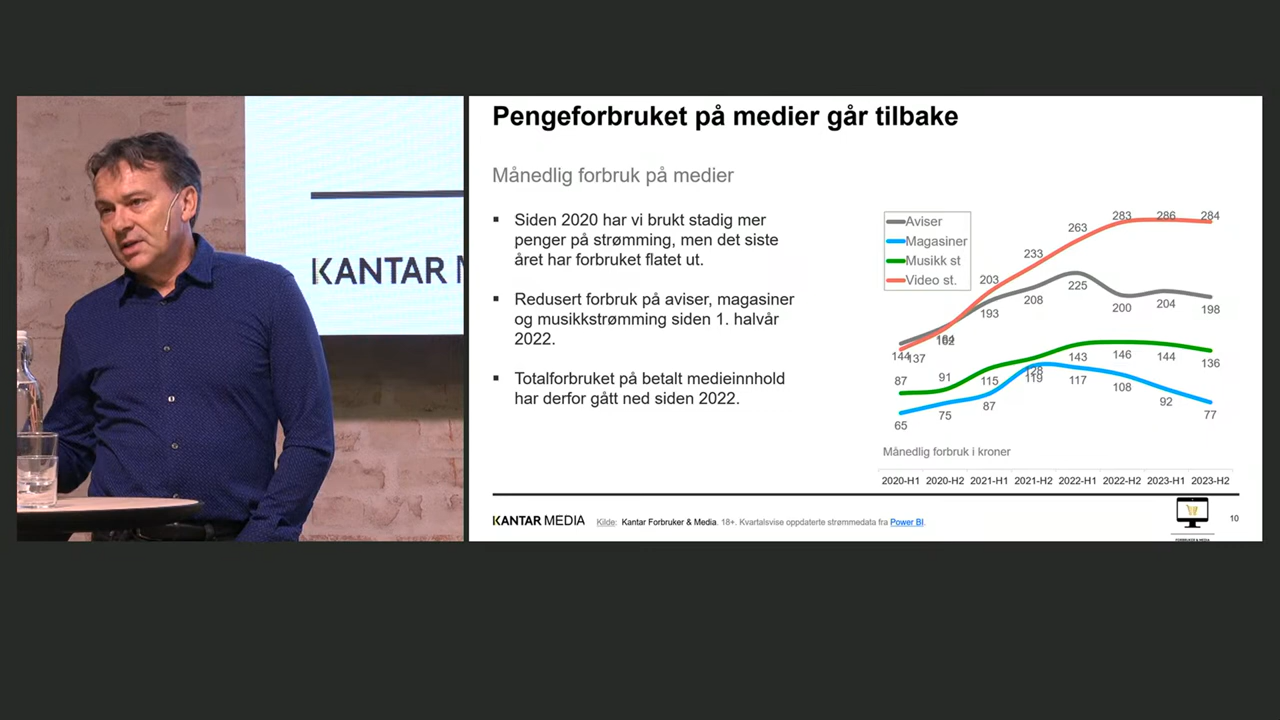 KANTAR
Pengeforbruket på medier går tilbake
Månedlig forbruk på medier
▪ Siden 2020 har vi brukt stadig mer
penger på strømming, men det siste
året har forbruket flatet ut.
▪ Redusert forbruk på aviser, magasiner
og musikkstrømming siden 1. halvår
2022.
▪ Totalforbruket på betalt medieinnhold
har derfor gått ned siden 2022.
Aviser
Magasiner
Musikk st
Video st.
203 233 263 283 286 284
144 193 208 225 200 204 198
137
87 91 115 128 143 146 144 136
65 75 87 119 117 108 92 77
Månedlig forbruk i kroner
2020-H1 2020-H2 2021-H1 2021-H2 2022-H1 2022-H2 2023-H1 2023-H2
KANTAR MEDIA
Kilde: Kantar Forbruker & Media. 18+. Kvartalsvise oppdaterte strømmedata fra Power BI.
FORBRUKER & MEDIA
10